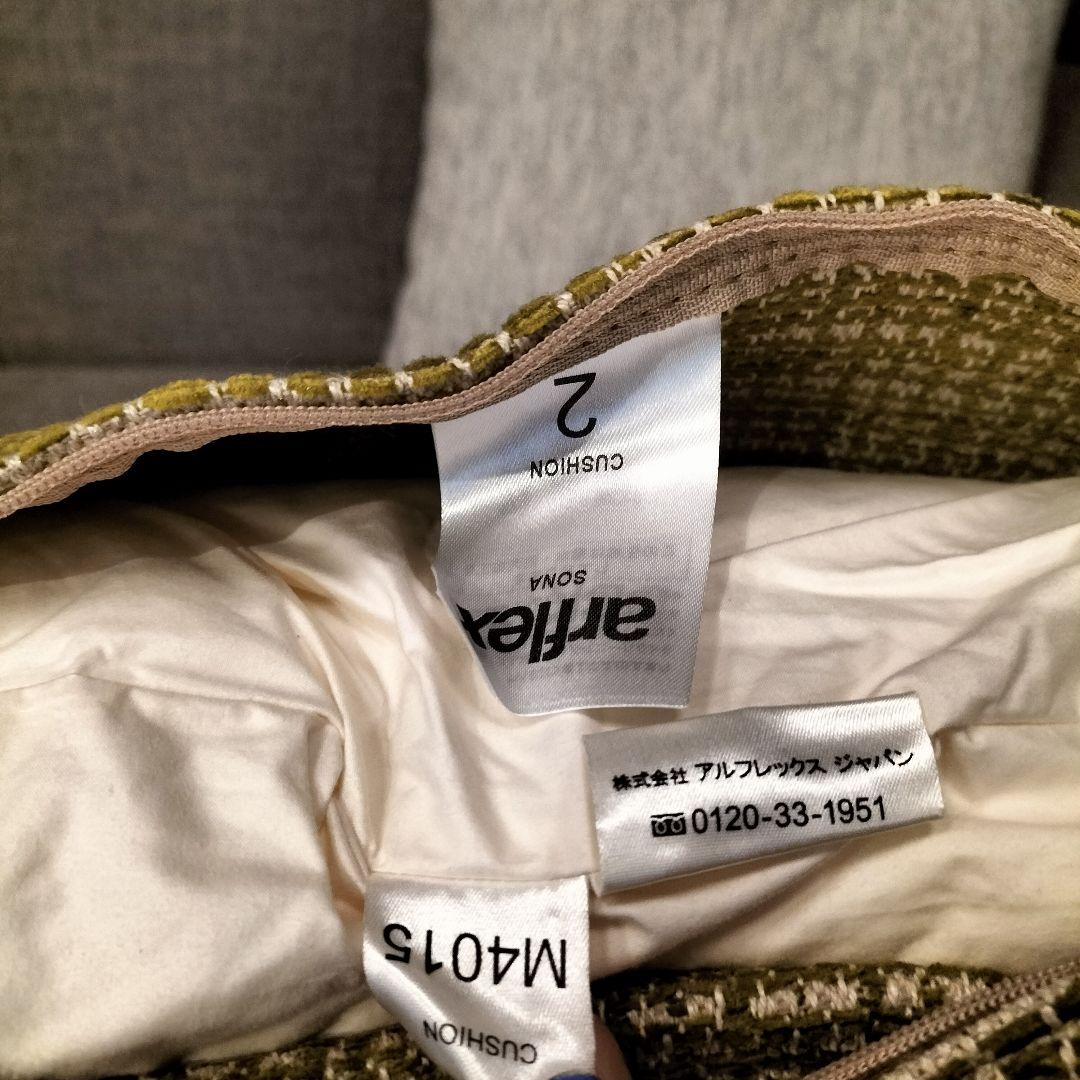 arflex
SONA
CUSHION
2
株式会社 アルフレックス ジャパン
0120-33-1951
CUSHION
M4015